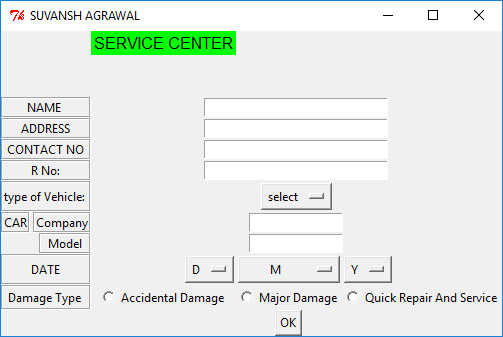 SUVANSH AGRAWAL
SERVICE CENTER
NAME
ADDRESS
CONTACT NO
R No:
type of Vehicle: select
CAR Company
Model
DATE D M Y
Damage Type Accidental Damage Major Damage Quick Repair And Service
OK